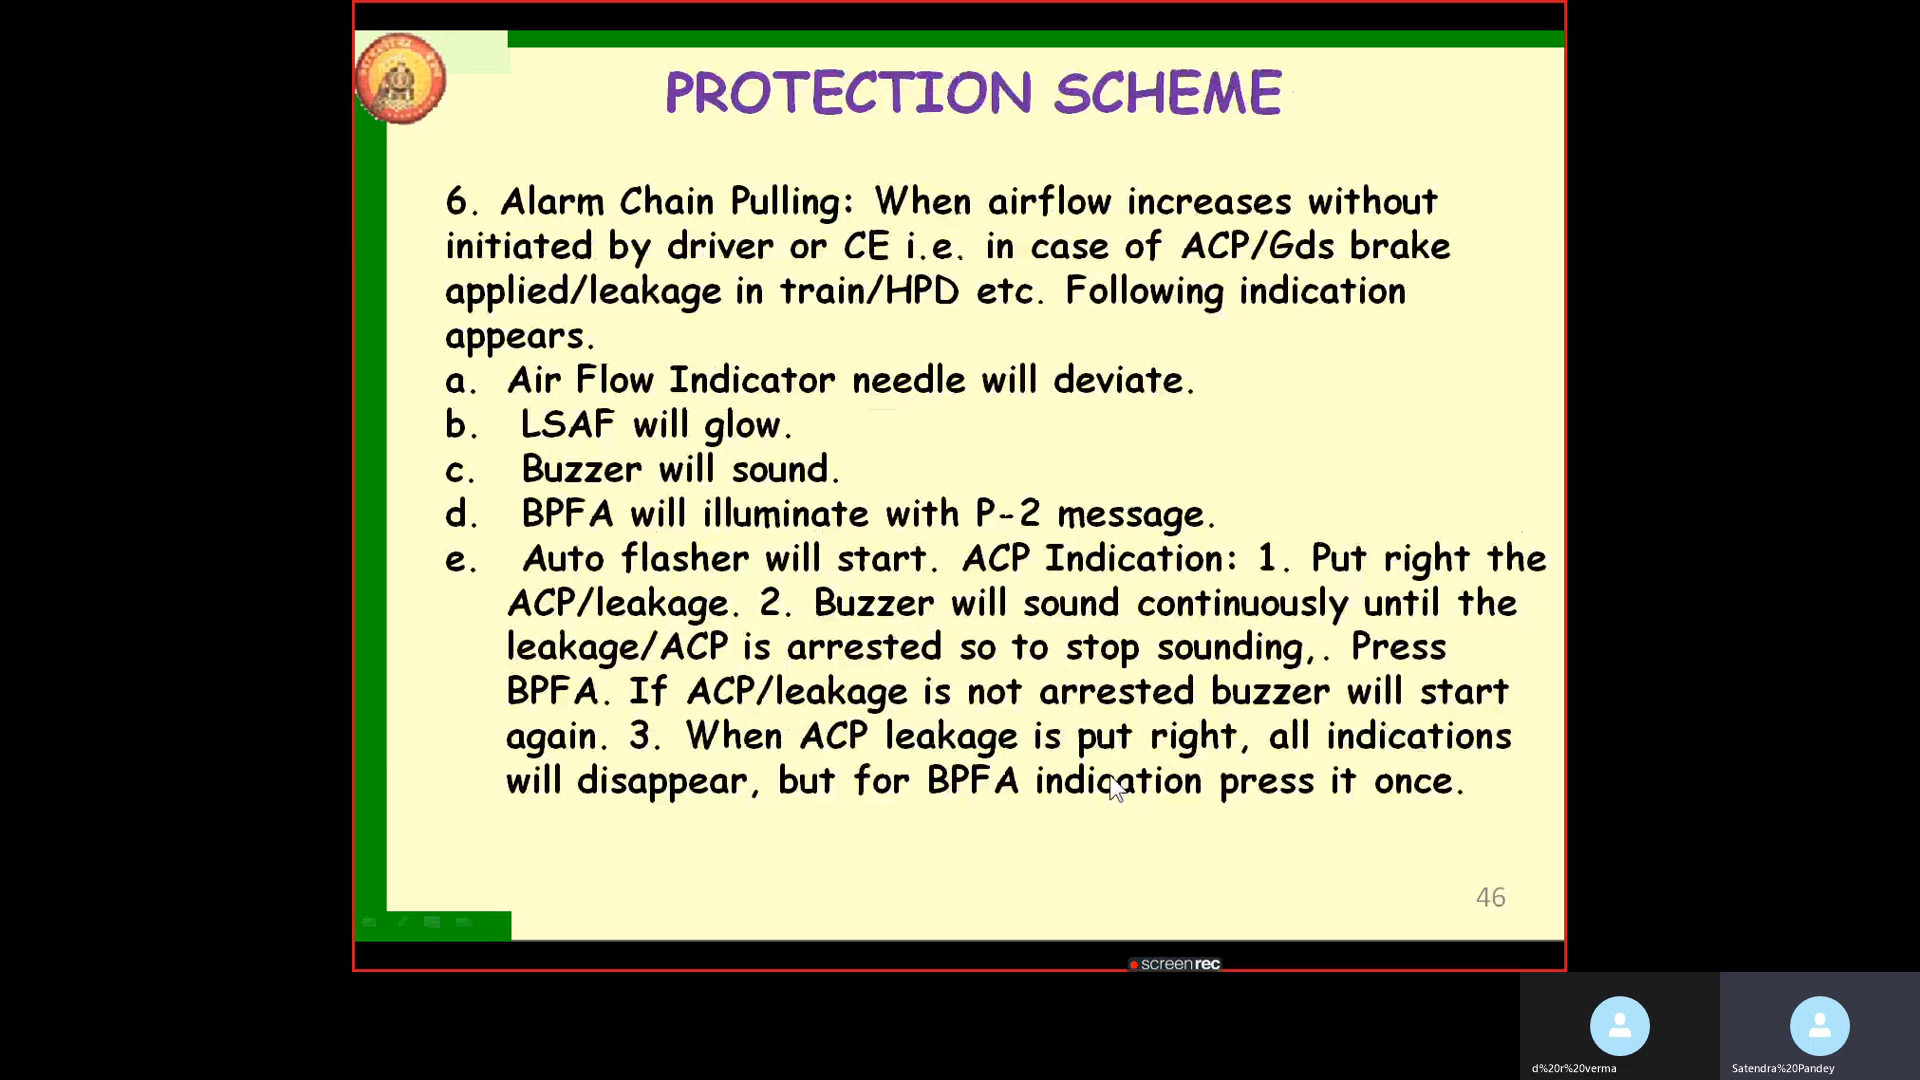 PROTECTION SCHEME
6. Alarm Chain Pulling: When airflow increases without
initiated by driver or CE i.e. in case of ACP/Gds brake
applied/leakage in train/HPD etc. Following indication
appears.
a. Air Flow Indicator needle will deviate.
b. LSAF will glow.
c. Buzzer will sound.
d. BPFA will illuminate with P-2 message.
e. Auto flasher will start. ACP Indication: 1. Put right the
ACP/leakage. 2. Buzzer will sound continuously until the
leakage/ACP is arrested so to stop sounding,. Press
BPFA. If ACP/leakage is not arrested buzzer will start
again. 3. When ACP leakage is put right, all indications
will disappear, but for BPFA indication press it once.
46
screenrec
d%20r%20verma
Satendra%20Pandey